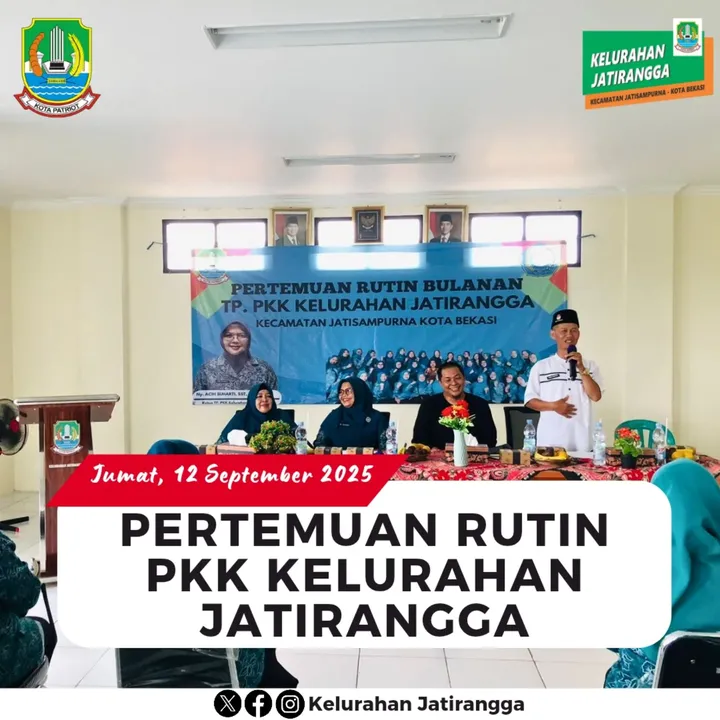 KOTA PATRIOT
KELURAHAN
JATIRANGGA
KECAMATAN JATISAMPURNA - KOTA BEKASI
PERTEMUAN RUTIN BULANAN
TP. PKK KELURAHAN JATIRANGGA
KECAMATAN JATISAMPURNA KOTA BEKASI
Jumat, 12 September 2025
PERTEMUAN RUTIN
PKK KELURAHAN
JATIRANGGA
Kelurahan Jatirangga